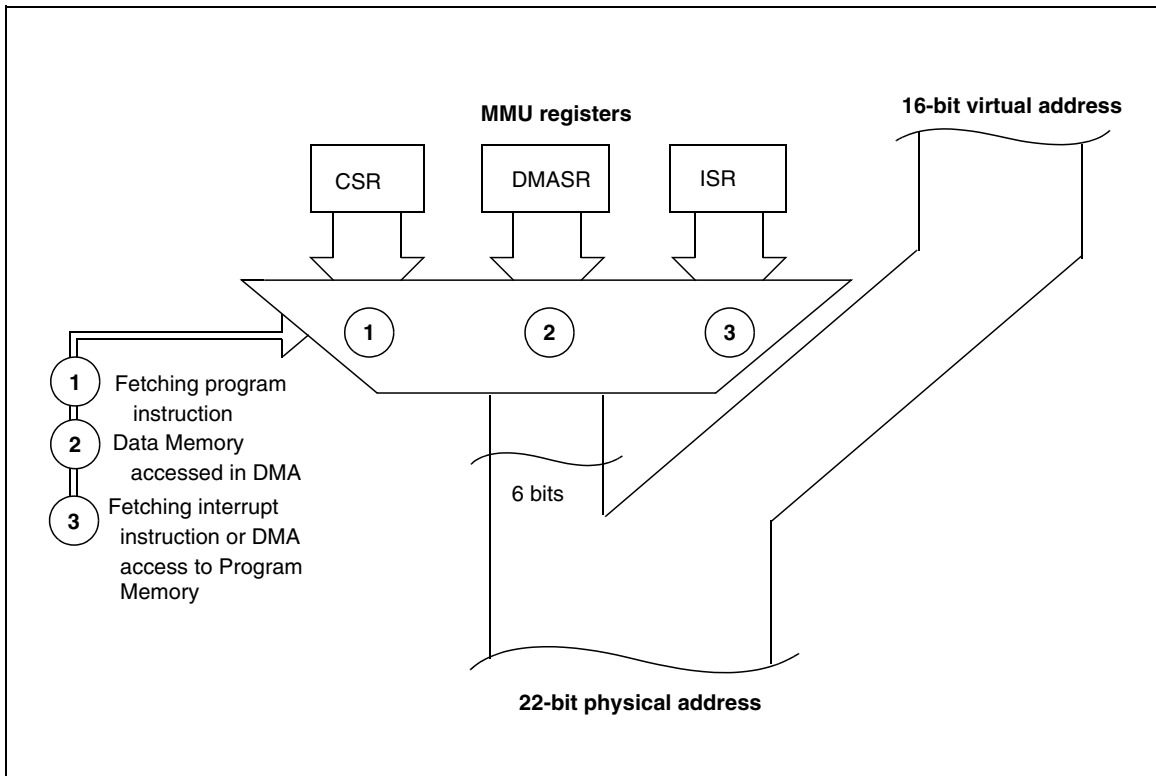 MMU registers
16-bit virtual address
CSR
DMASR
ISR
1
2
3
1
Fetching program
instruction
2
Data Memory
accessed in DMA
3
Fetching interrupt
instruction or DMA
access to Program
Memory
6 bits
22-bit physical address